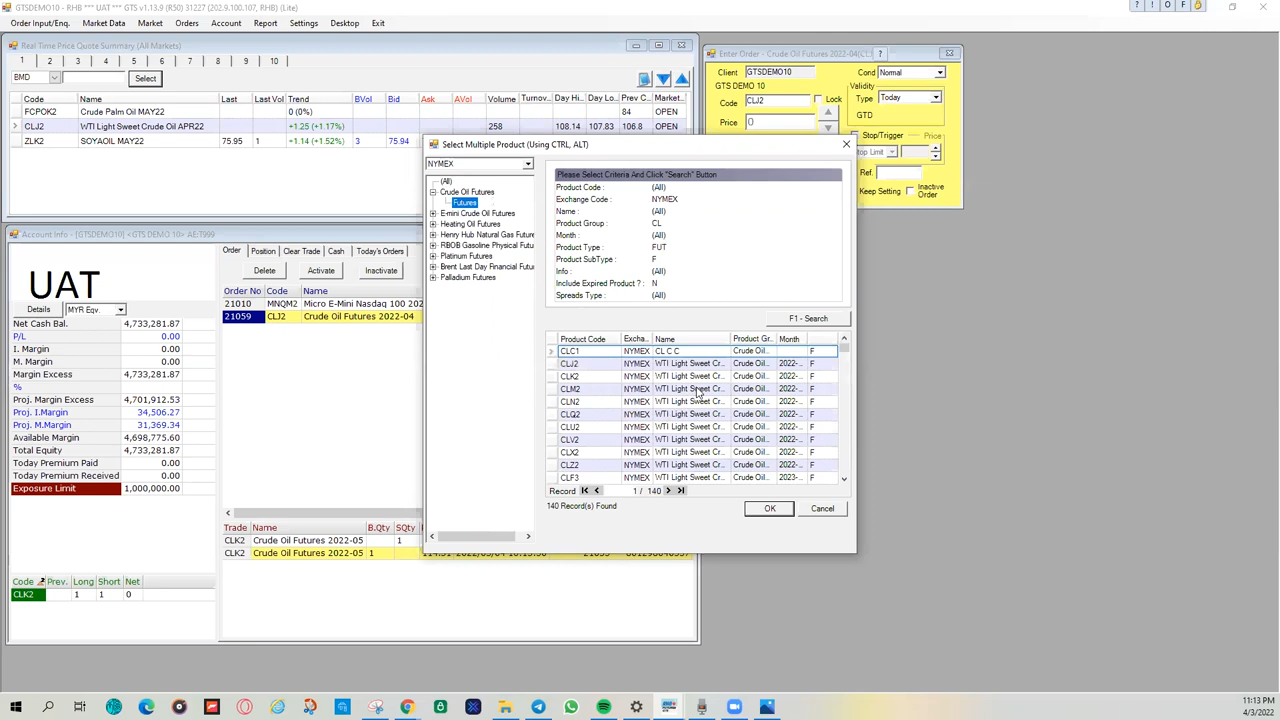 GTSDEMO10 - RHB *** UAT *** GTS v1.13.9 (RS0) 31227 (202.9.100.107, RHB) (Lite)
Order Input/Enq. Market Data Market Orders Account Report Settings Desktop Exit
Real Time Price Quote Summary (All Markets)
1 2 3 4 5 6 7 8 9 10
BMD Select
Code Name Last Last Vol Trend BVol Bid Ask AVol Volume Turnov... Day Hi... Day Lo... Prev C... Market...
FCPOK2 Crude Palm Oil MAY22 0 (0%) 84 OPEN
CLJ2 WTI Light Sweet Crude Oil APR22 +1.25 (+1.17%) 258 108.14 107.83 106.8 OPEN
ZLK2 SOYAOIL MAY22 75.95 1 +1.14 (+1.52%) 3 75.94
Enter Order - Crude Oil Futures 2022-04(CL
Client GTSDEMO10 Cond Normal
GTS DEMO 10 Validity
Code CLJ2 Lock Type Today
Price 0 GTD
Stop/Trigger Price
Stop Limit
Ref.
Keep Setting Inactive Order
Select Multiple Product (Using CTRL, ALT)
NYMEX
(All)
Crude Oil Futures
Futures
E-mini Crude Oil Futures
Heating Oil Futures
Henry Hub Natural Gas Future
RBOB Gasoline Physical Futu
Platinum Futures
Brent Last Day Financial Futu
Palladium Futures
Please Select Criteria And Click "Search" Button
Product Code : (All)
Exchange Code : NYMEX
Name : (All)
Product Group : CL
Month : (All)
Product Type : FUT
Product SubType : F
Info : (All)
Include Expired Product ? : N
Spreads Type : (All)
F1 - Search
Product Code Excha... Name Product Gr... Month
CLC1 NYMEX CL C C Crude Oil... F
CLJ2 NYMEX WTI Light Sweet Cr... Crude Oil... 2022-... F
CLK2 NYMEX WTI Light Sweet Cr... Crude Oil... 2022-... F
CLM2 NYMEX WTI Light Sweet Cr... Crude Oil... 2022-... F
CLN2 NYMEX WTI Light Sweet Cr... Crude Oil... 2022-... F
CLQ2 NYMEX WTI Light Sweet Cr... Crude Oil... 2022-... F
CLU2 NYMEX WTI Light Sweet Cr... Crude Oil... 2022-... F
CLV2 NYMEX WTI Light Sweet Cr... Crude Oil... 2022-... F
CLX2 NYMEX WTI Light Sweet Cr... Crude Oil... 2022-... F
CLZ2 NYMEX WTI Light Sweet Cr... Crude Oil... 2022-... F
CLF3 NYMEX WTI Light Sweet Cr... Crude Oil... 2023-... F
Record 1 / 140
140 Record(s) Found
OK Cancel
Account Info - [GTSDEMO10] <GTS DEMO 10> AE:T999
UAT
Details MYR Eqv.
Net Cash Bal. 4,733,281.87
P/L 0.00
I. Margin 0.00
M. Margin 0.00
Margin Excess 4,733,281.87
%
Proj. Margin Excess 4,701,912.53
Proj. I.Margin 34,506.27
Proj. M.Margin 31,369.34
Available Margin 4,698,775.60
Total Equity 4,733,281.87
Today Premium Paid 0.00
Today Premium Received 0.00
Exposure Limit 1,000,000.00
Code Prev. Long Short Net
CLK2 1 1 0
Order Position Clear Trade Cash Today's Orders
Delete Activate Inactivate
Order No Code Name
21010 MNQM2 Micro E-Mini Nasdaq 100 202
21059 CLJ2 Crude Oil Futures 2022-04
Trade Name B.Qty SQty
CLK2 Crude Oil Futures 2022-05 1
CLK2 Crude Oil Futures 2022-05 1
11:13 PM
4/3/2022